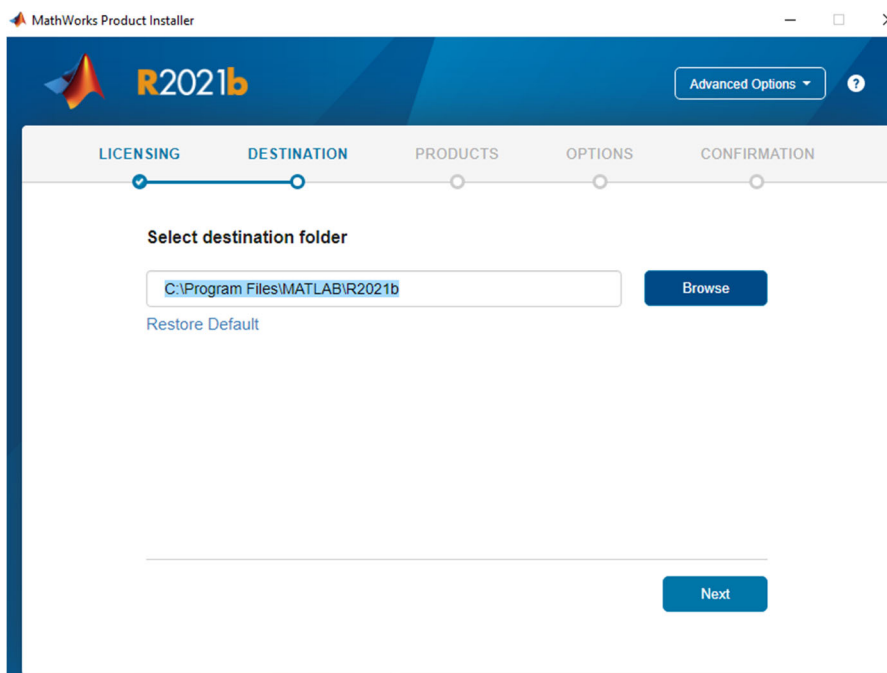 MathWorks Product Installer
R2021b
Advanced Options
?
LICENSING DESTINATION PRODUCTS OPTIONS CONFIRMATION
Select destination folder
C:\Program Files\MATLAB\R2021b
Browse
Restore Default
Next